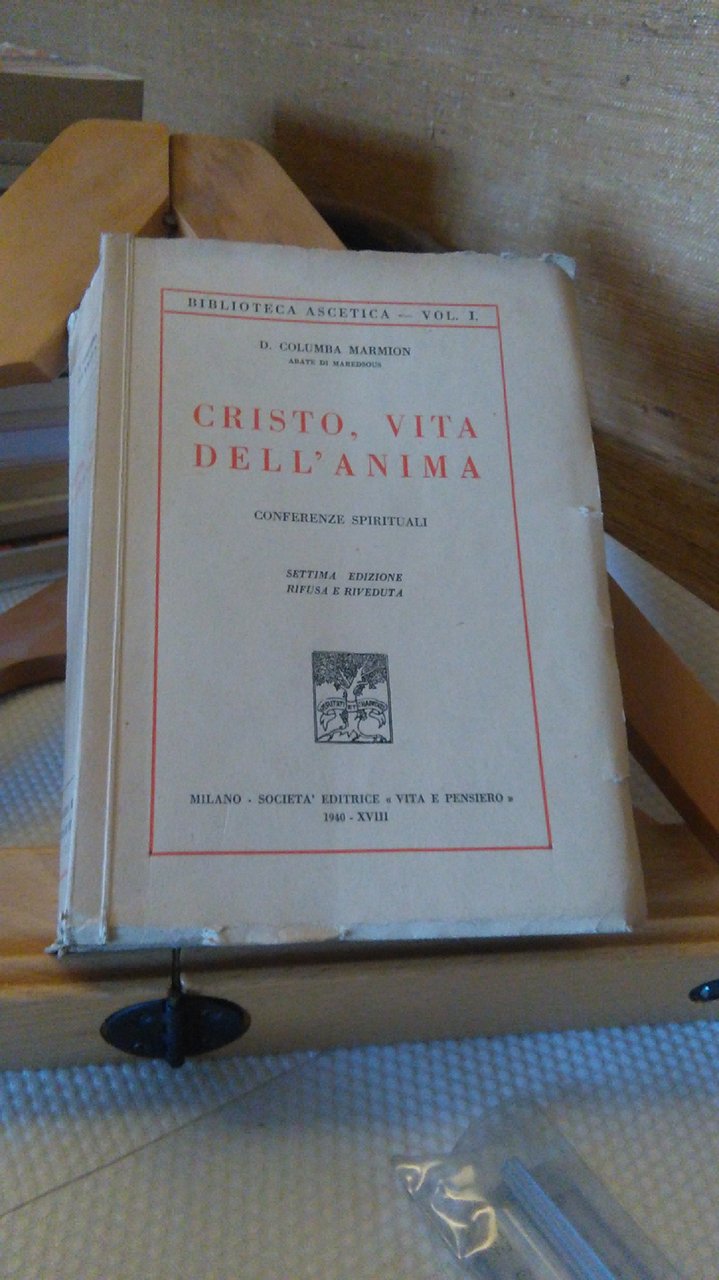 BIBLIOTECA ASCETICA — VOL. I.
D. COLUMBA MARMION
ABATE DI MAREDSOUS
CRISTO, VITA
DELL'ANIMA
CONFERENZE SPIRITUALI
SETTIMA EDIZIONE
RIFUSA E RIVEDUTA
MILANO - SOCIETA' EDITRICE « VITA E PENSIERO »
1940 - XVIII